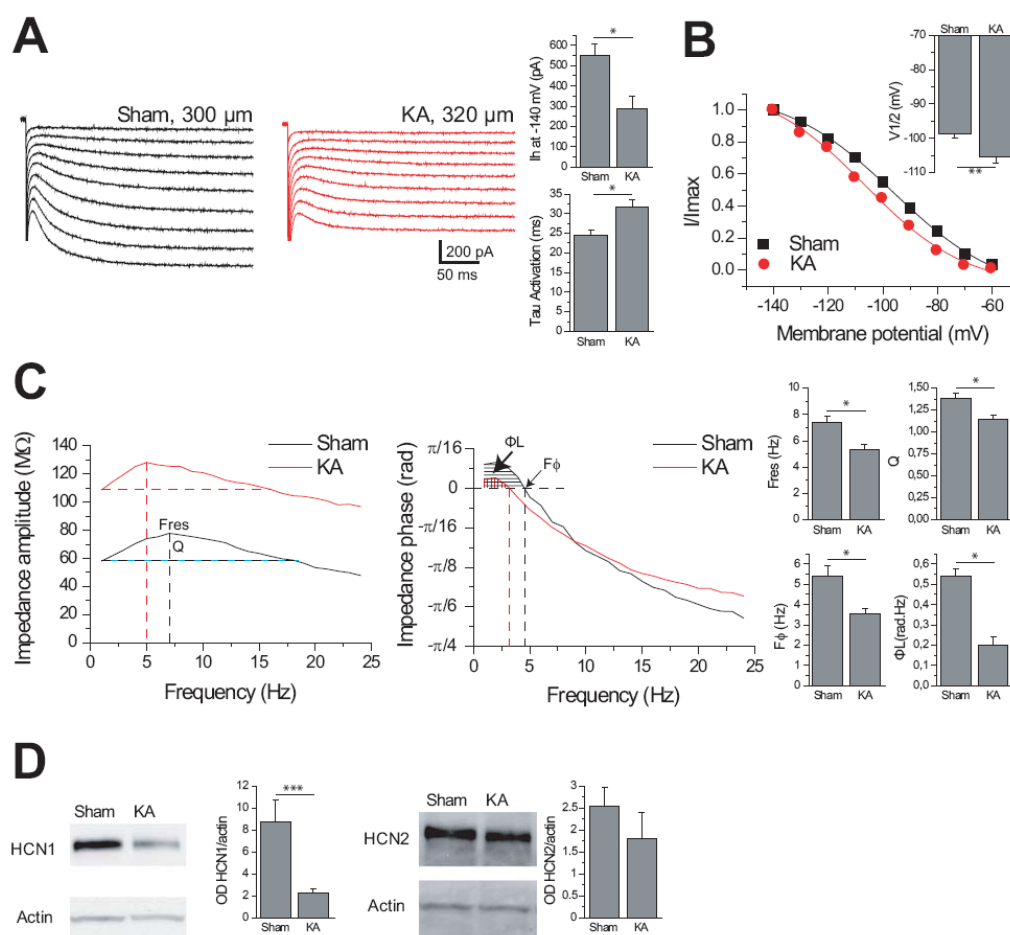 A
Sham, 300 µm
KA, 320 µm
200 pA
50 ms
Ih at -140 mV (pA)
600
550
500
450
400
350
300
250
200
150
100
50
0
*
Sham KA
Tau Activation (ms)
35
30
25
20
15
10
5
0
*
Sham KA
B
I/Imax
1.0
0.8
0.6
0.4
0.2
0.0
Sham
KA
-140 -120 -100 -80 -60
Membrane potential (mV)
Sham KA
V1/2 (mV)
-70
-80
-90
-100
-110
**
C
Impedance amplitude (MΩ)
140
120
100
80
60
40
20
0
Sham
KA
Fres
Q
0 5 10 15 20 25
Frequency (Hz)
Impedance phase (rad)
π/16
0
-π/16
-π/8
-π/6
-π/4
ΦL
Fϕ
Sham
KA
0 5 10 15 20 25
Frequency (Hz)
Fres (Hz)
10
8
6
4
2
0
*
Sham KA
Q
1,50
1,25
1,00
0,75
0,50
0,25
0,00
*
Sham KA
Fϕ (Hz)
6
5
4
3
2
1
0
*
Sham KA
ΦL(rad.Hz)
0,6
0,4
0,2
0,0
*
Sham KA
D
Sham KA
HCN1
Actin
OD HCN1/actin
12
10
8
6
4
2
0
***
Sham KA
Sham KA
HCN2
Actin
OD HCN2/actin
3
2.5
2
1.5
1
0.5
0
Sham KA